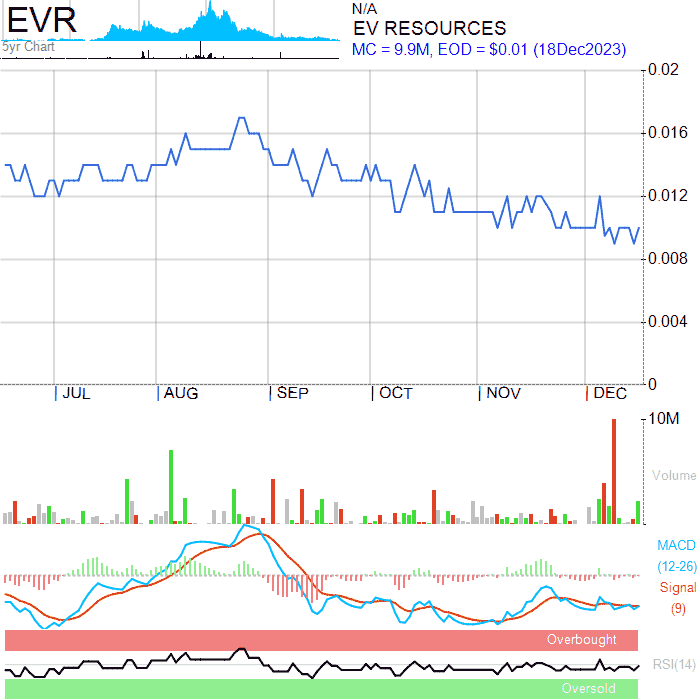 EVR
5yr Chart
N/A
EV RESOURCES
MC = 9.9M, EOD = $0.01 (18Dec2023)
0.02
0.016
0.012
0.008
0.004
0
JUL AUG SEP OCT NOV DEC
10M
Volume
MACD
(12-26)
Signal
(9)
Overbought
RSI(14)
Oversold